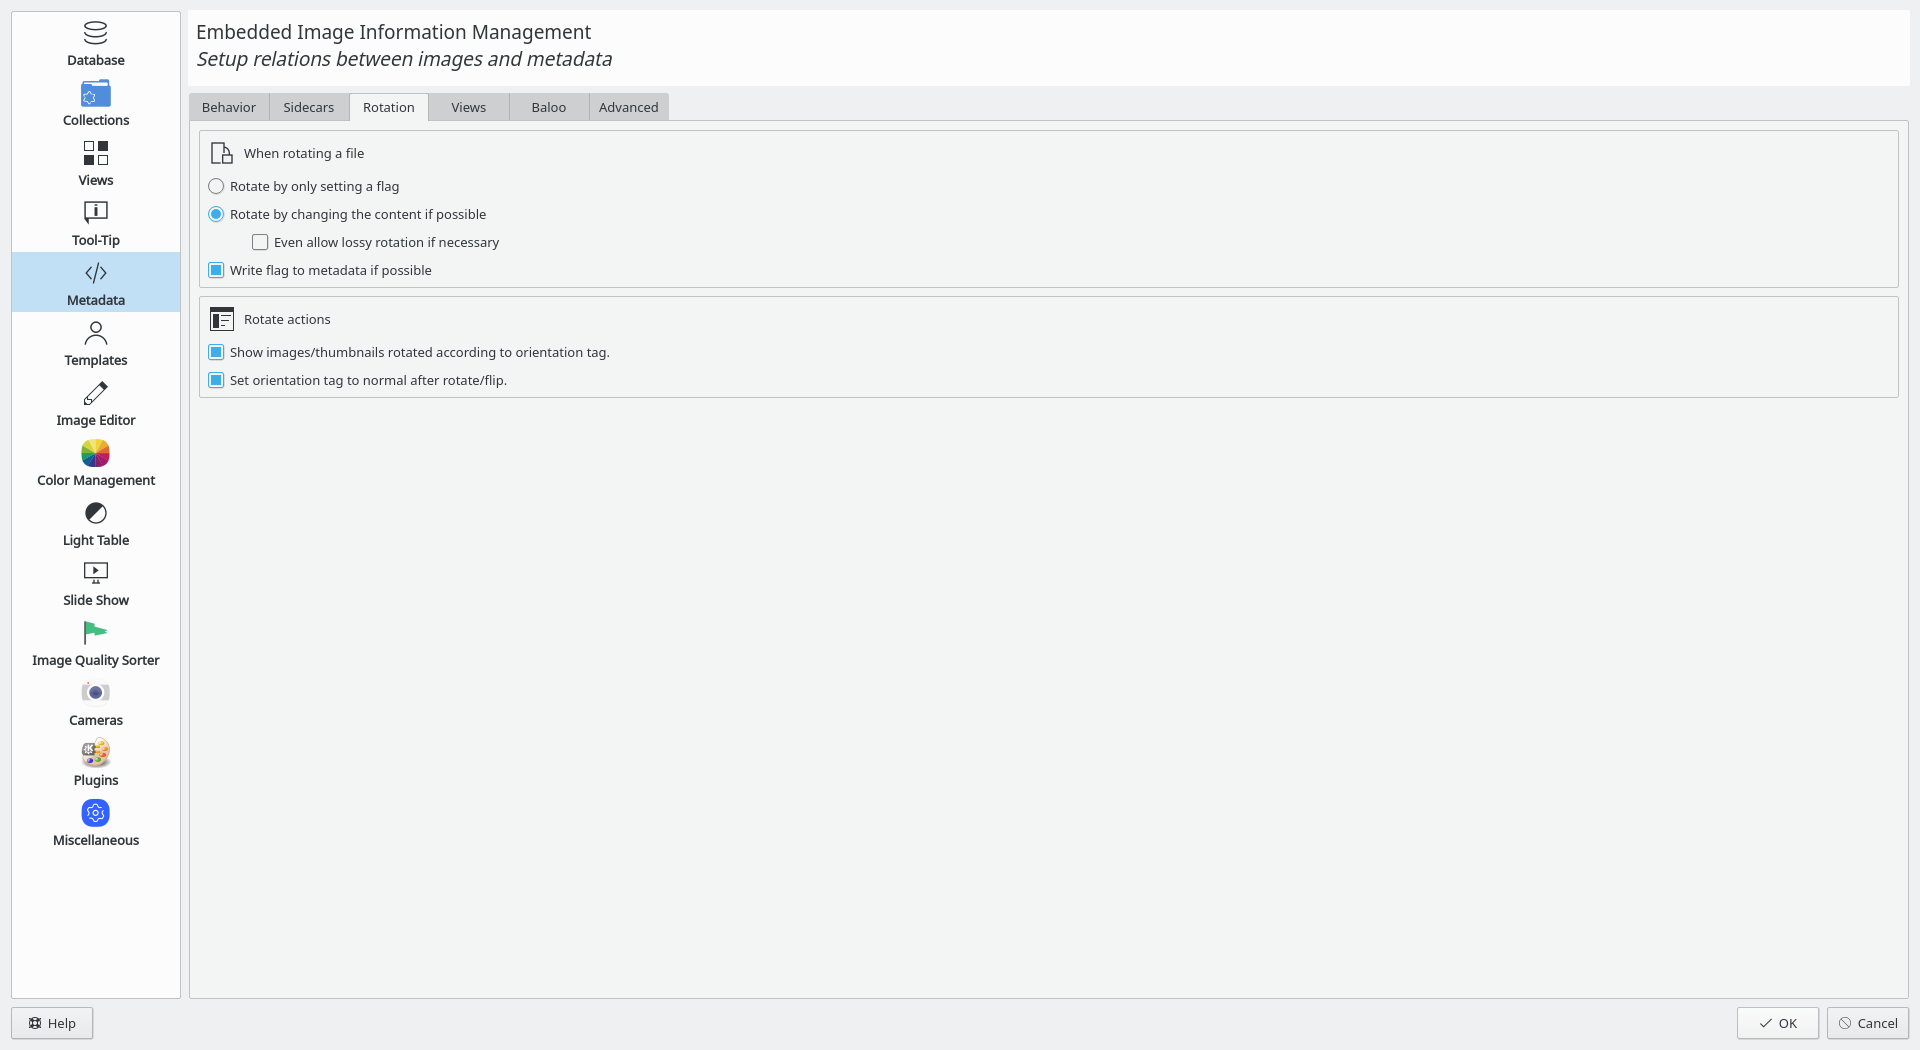 Database
Collections
Views
Tool-Tip
Metadata
Templates
Image Editor
Color Management
Light Table
Slide Show
Image Quality Sorter
Cameras
Plugins
Miscellaneous
Embedded Image Information Management
Setup relations between images and metadata
Behavior Sidecars Rotation Views Baloo Advanced
When rotating a file
Rotate by only setting a flag
Rotate by changing the content if possible
Even allow lossy rotation if necessary
Write flag to metadata if possible
Rotate actions
Show images/thumbnails rotated according to orientation tag.
Set orientation tag to normal after rotate/flip.
Help OK Cancel